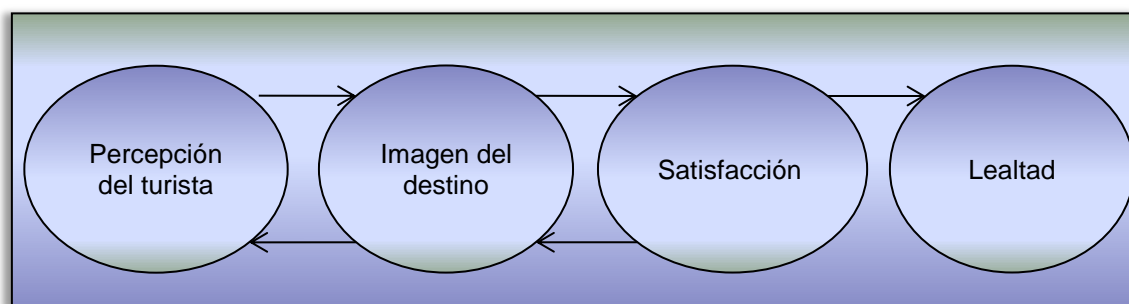 Percepción
del turista
Imagen del
destino
Satisfacción
Lealtad